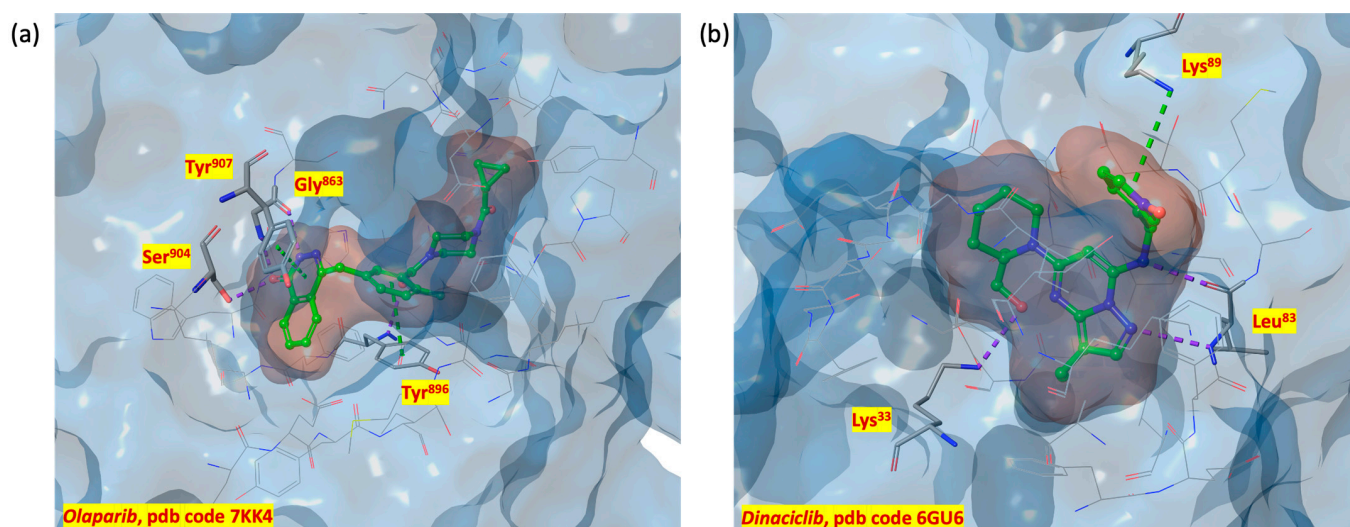 (a)
Tyr⁹⁰⁷
Gly⁸⁶³
Ser⁹⁰⁴
Tyr⁸⁹⁶
Olaparib, pdb code 7KK4
(b)
Lys⁸⁹
Leu⁸³
Lys³³
Dinaciclib, pdb code 6GU6